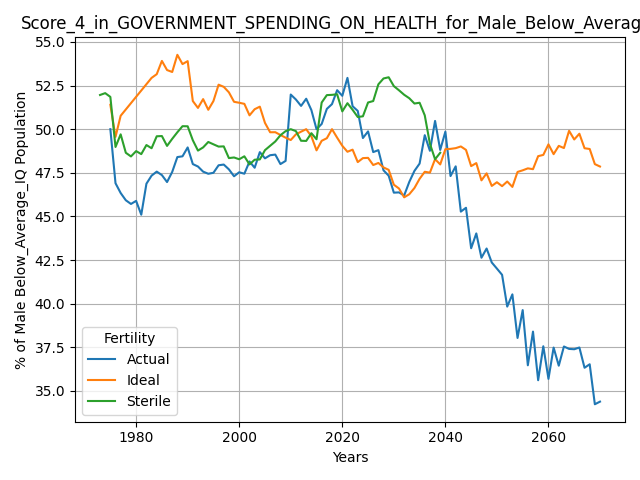 Score_4_in_GOVERNMENT_SPENDING_ON_HEALTH_for_Male_Below_Averag
55.0
52.5
50.0
47.5
45.0
42.5
40.0
37.5
35.0
% of Male Below_Average_IQ Population
Fertility
Actual
Ideal
Sterile
1980
2000
2020
2040
2060
Years